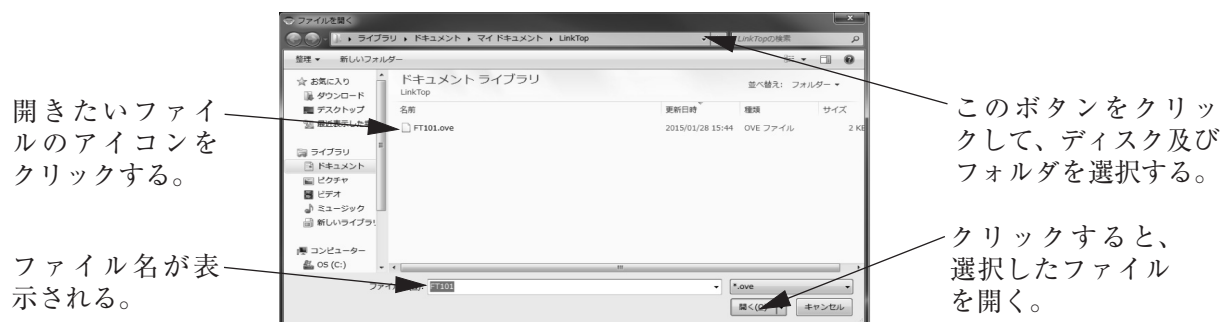 ファイルを開く
ライブラリ ▸ ドキュメント ▸ マイ ドキュメント ▸ LinkTop
LinkTopの検索
整理 ▾ 新しいフォルダー
お気に入り
ダウンロード
デスクトップ
最近表示した
ライブラリ
ドキュメント
ピクチャ
ビデオ
ミュージック
新しいライブラリ
コンピューター
OS (C:)
ドキュメント ライブラリ
LinkTop
並べ替え: フォルダー ▾
名前 更新日時 種類 サイズ
FT101.ove 2015/01/28 15:44 OVE ファイル 2 KB
FT101
*.ove
開く(O) キャンセル
開きたいファイ
ルのアイコンを
クリックする。
ファイル名が表
示される。
このボタンをクリッ
クして、ディスク及び
フォルダを選択する。
クリックすると、
選択したファイル
を開く。